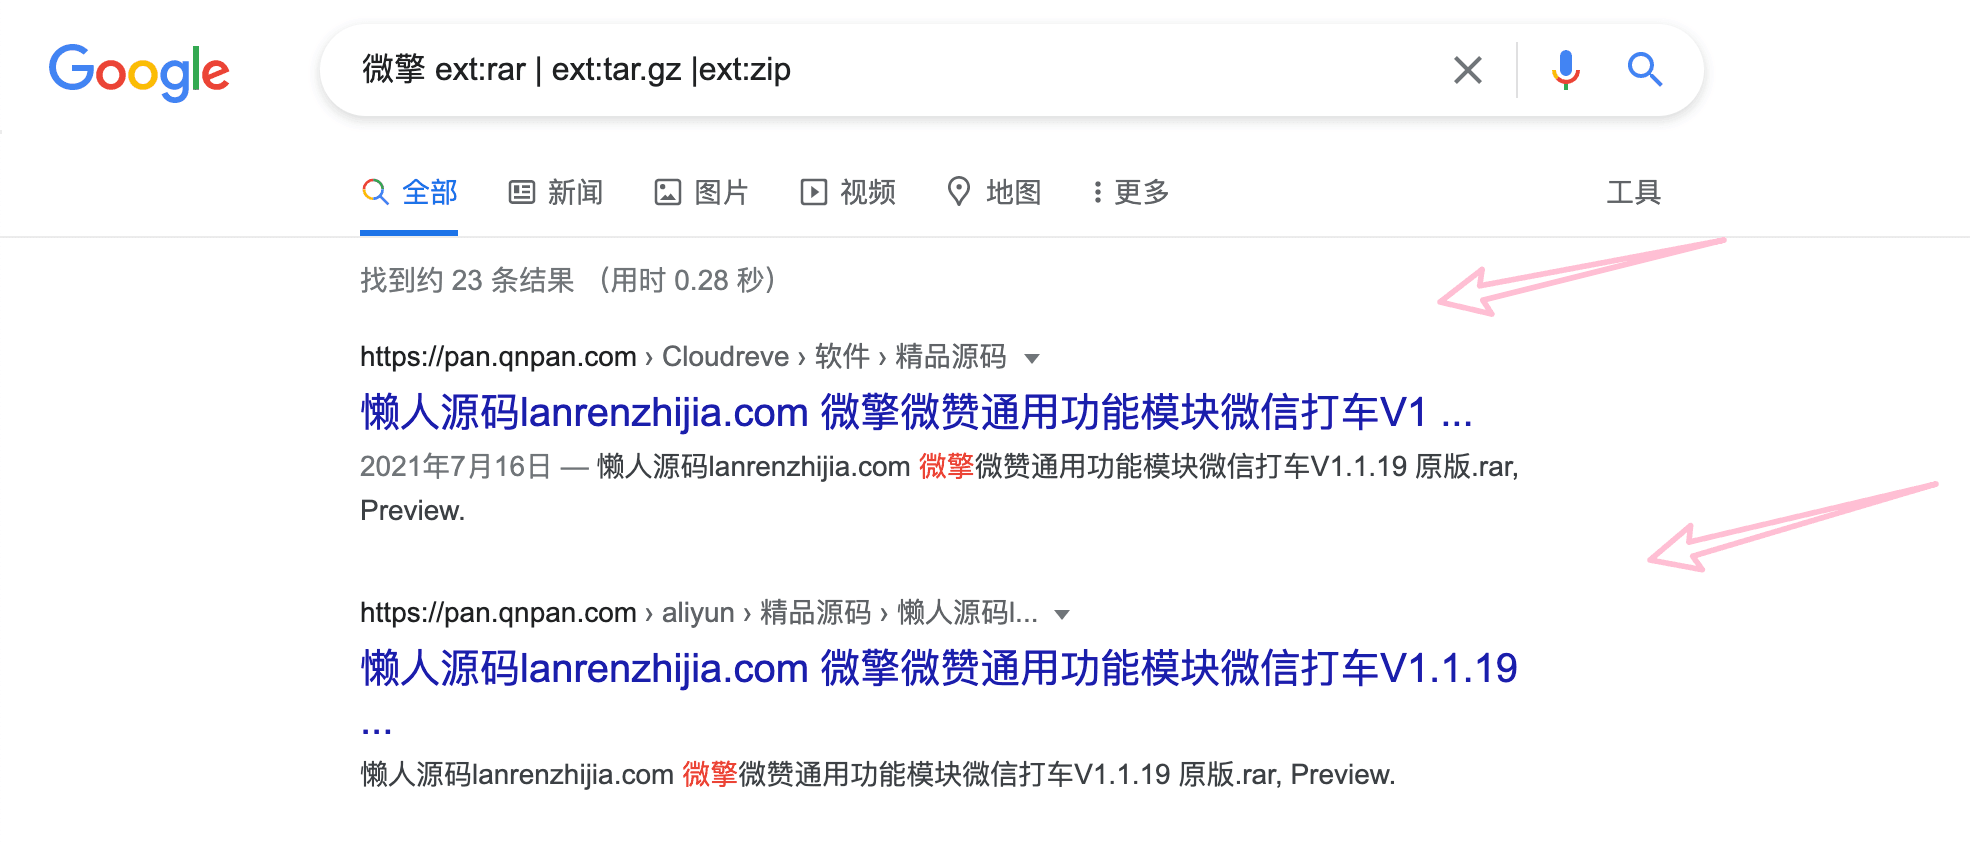 Google
微擎 ext:rar | ext:tar.gz |ext:zip
全部 新闻 图片 视频 地图 更多 工具
找到约 23 条结果 （用时 0.28 秒）
https://pan.qnpan.com › Cloudreve › 软件 › 精品源码
懒人源码lanrenzhijia.com 微擎微赞通用功能模块微信打车V1 ...
2021年7月16日 — 懒人源码lanrenzhijia.com 微擎微赞通用功能模块微信打车V1.1.19 原版.rar,
Preview.
https://pan.qnpan.com › aliyun › 精品源码 › 懒人源码l...
懒人源码lanrenzhijia.com 微擎微赞通用功能模块微信打车V1.1.19
...
懒人源码lanrenzhijia.com 微擎微赞通用功能模块微信打车V1.1.19 原版.rar, Preview.